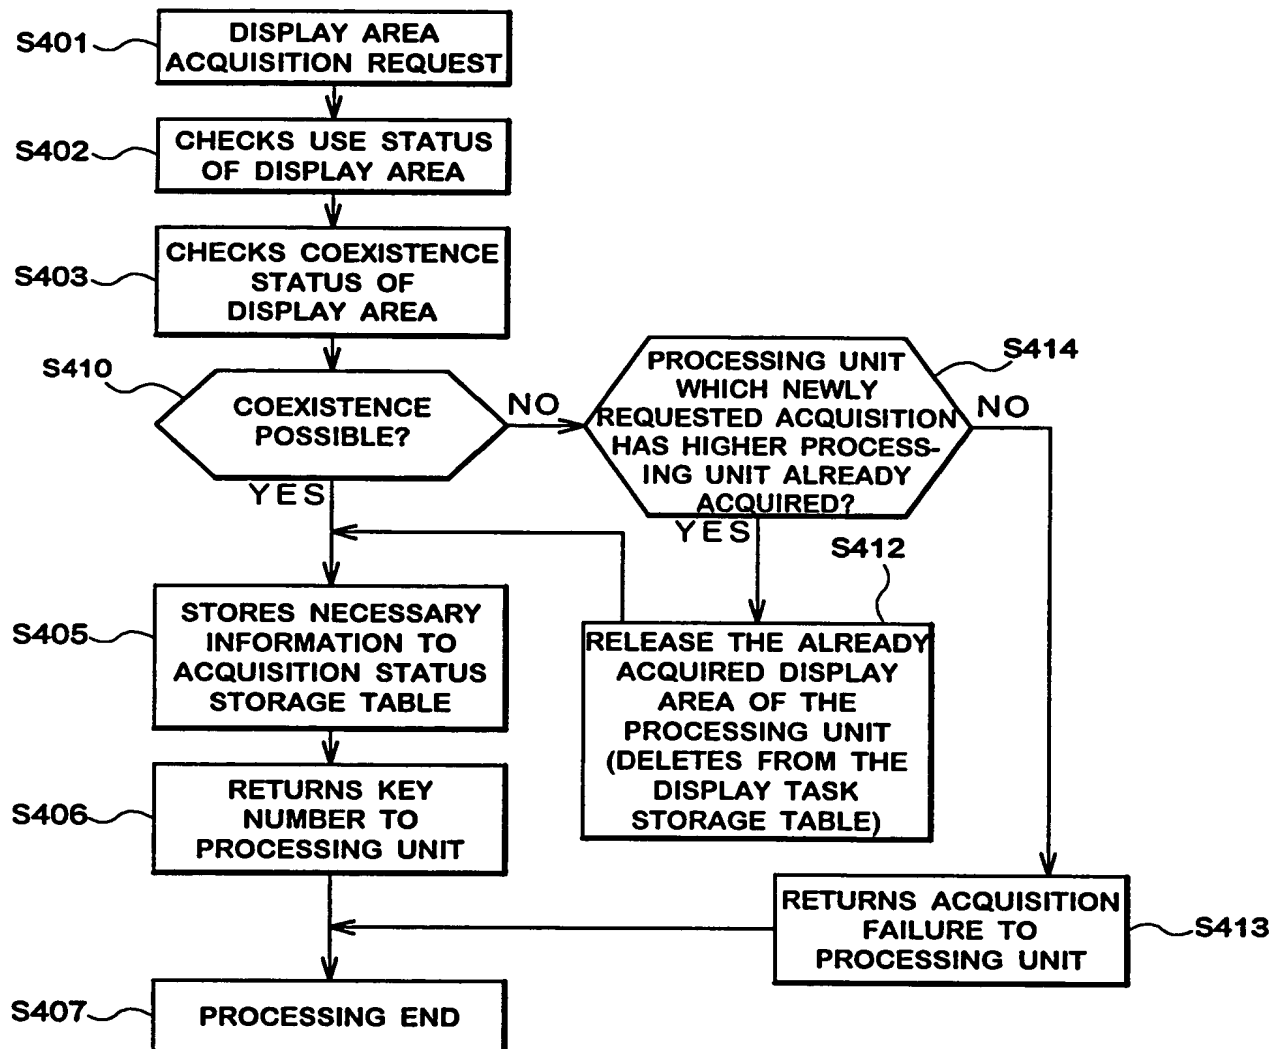 S401
DISPLAY AREA
ACQUISITION REQUEST
S402
CHECKS USE STATUS
OF DISPLAY AREA
S403
CHECKS COEXISTENCE
STATUS OF
DISPLAY AREA
S410
COEXISTENCE
POSSIBLE?
NO
YES
S414
PROCESSING UNIT
WHICH NEWLY
REQUESTED ACQUISITION
HAS HIGHER PROCESS-
ING UNIT ALREADY
ACQUIRED?
NO
YES
S412
RELEASE THE ALREADY
ACQUIRED DISPLAY
AREA OF THE
PROCESSING UNIT
(DELETES FROM THE
DISPLAY TASK
STORAGE TABLE)
S405
STORES NECESSARY
INFORMATION TO
ACQUISITION STATUS
STORAGE TABLE
S406
RETURNS KEY
NUMBER TO
PROCESSING UNIT
RETURNS ACQUISITION
FAILURE TO
PROCESSING UNIT
S413
S407
PROCESSING END